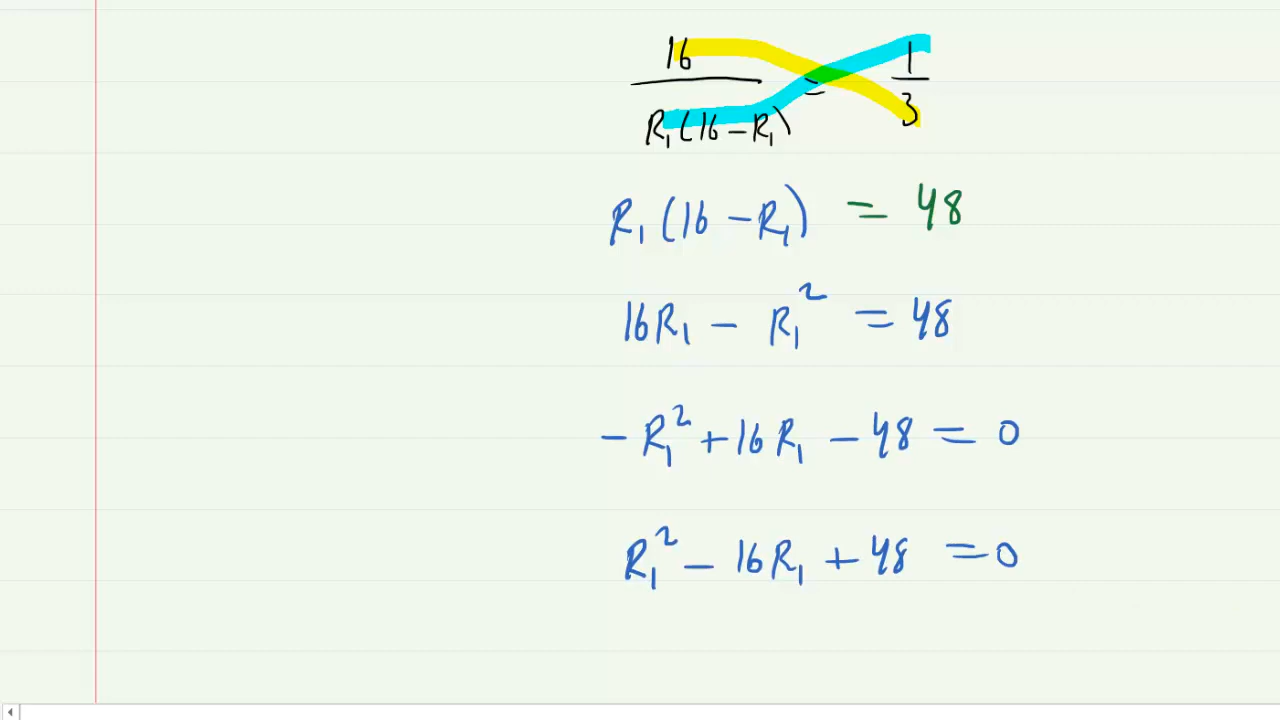 16/(R₁(16-R₁)) = 1/3
R₁(16-R₁) = 48
16R₁ - R₁² = 48
-R₁² + 16R₁ - 48 = 0
R₁² - 16R₁ + 48 = 0